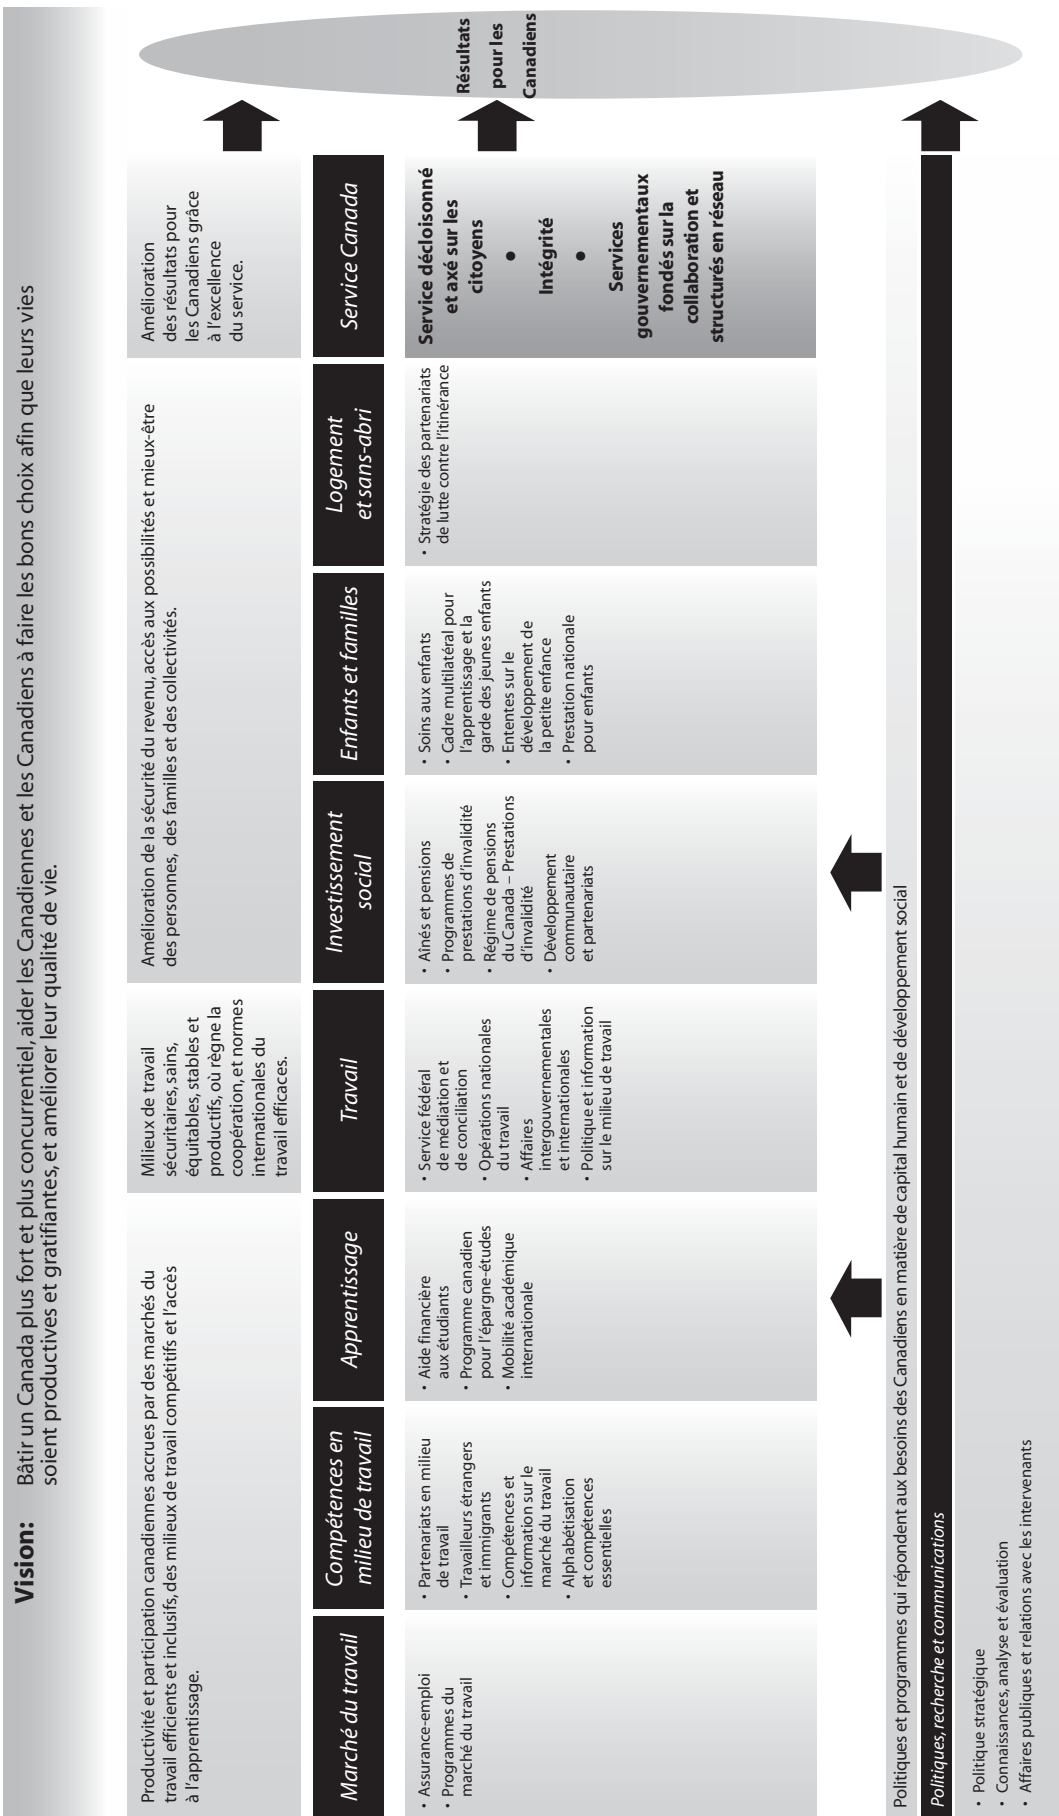 Vision:
Bâtir un Canada plus fort et plus concurrentiel, aider les Canadiennes et les Canadiens à faire les bons choix afin que leurs vies
soient productives et gratifiantes, et améliorer leur qualité de vie.
Productivité et participation canadiennes accrues par des marchés du
travail efficients et inclusifs, des milieux de travail compétitifs et l'accès
à l'apprentissage.
Milieux de travail
sécuritaires, sains,
équitables, stables et
productifs, où règne la
coopération, et normes
internationales du
travail efficaces.
Amélioration de la sécurité du revenu, accès aux possibilités et mieux-être
des personnes, des familles et des collectivités.
Amélioration
des résultats pour
les Canadiens grâce
à l'excellence
du service.
Marché du travail
• Assurance-emploi
• Programmes du
marché du travail
Compétences en
milieu de travail
• Partenariats en milieu
de travail
• Travailleurs étrangers
et immigrants
• Compétences et
information sur le
marché du travail
• Alphabétisation
et compétences
essentielles
Apprentissage
• Aide financière
aux étudiants
• Programme canadien
pour l'épargne-études
• Mobilité académique
internationale
Travail
• Service fédéral
de médiation et
de conciliation
• Opérations nationales
du travail
• Affaires
intergouvernementales
et internationales
• Politique et information
sur le milieu de travail
Investissement
social
• Aînés et pensions
• Programmes de
prestations d'invalidité
• Régime de pensions
du Canada – Prestations
d'invalidité
• Développement
communautaire
et partenariats
Enfants et familles
• Soins aux enfants
• Cadre multilatéral pour
l'apprentissage et la
garde des jeunes enfants
• Ententes sur le
développement de
la petite enfance
• Prestation nationale
pour enfants
Logement
et sans-abri
• Stratégie des partenariats
de lutte contre l'itinérance
Service Canada
Service décloisonné
et axé sur les
citoyens
•
Intégrité
•
Services
gouvernementaux
fondés sur la
collaboration et
structurés en réseau
Résultats
pour les
Canadiens
Politiques et programmes qui répondent aux besoins des Canadiens en matière de capital humain et de développement social
Politiques, recherche et communications
• Politique stratégique
• Connaissances, analyse et évaluation
• Affaires publiques et relations avec les intervenants